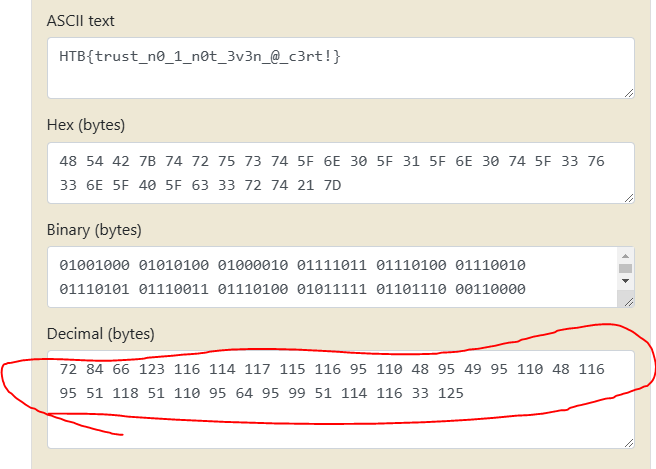 ASCII text
HTB{trust_n0_1_n0t_3v3n_@_c3rt!}
Hex (bytes)
48 54 42 7B 74 72 75 73 74 5F 6E 30 5F 31 5F 6E 30 74 5F 33 76
33 6E 5F 40 5F 63 33 72 74 21 7D
Binary (bytes)
01001000 01010100 01000010 01111011 01110100 01110010
01110101 01110011 01110100 01011111 01101110 00110000
Decimal (bytes)
72 84 66 123 116 114 117 115 116 95 110 48 95 49 95 110 48 116
95 51 118 51 110 95 64 95 99 51 114 116 33 125